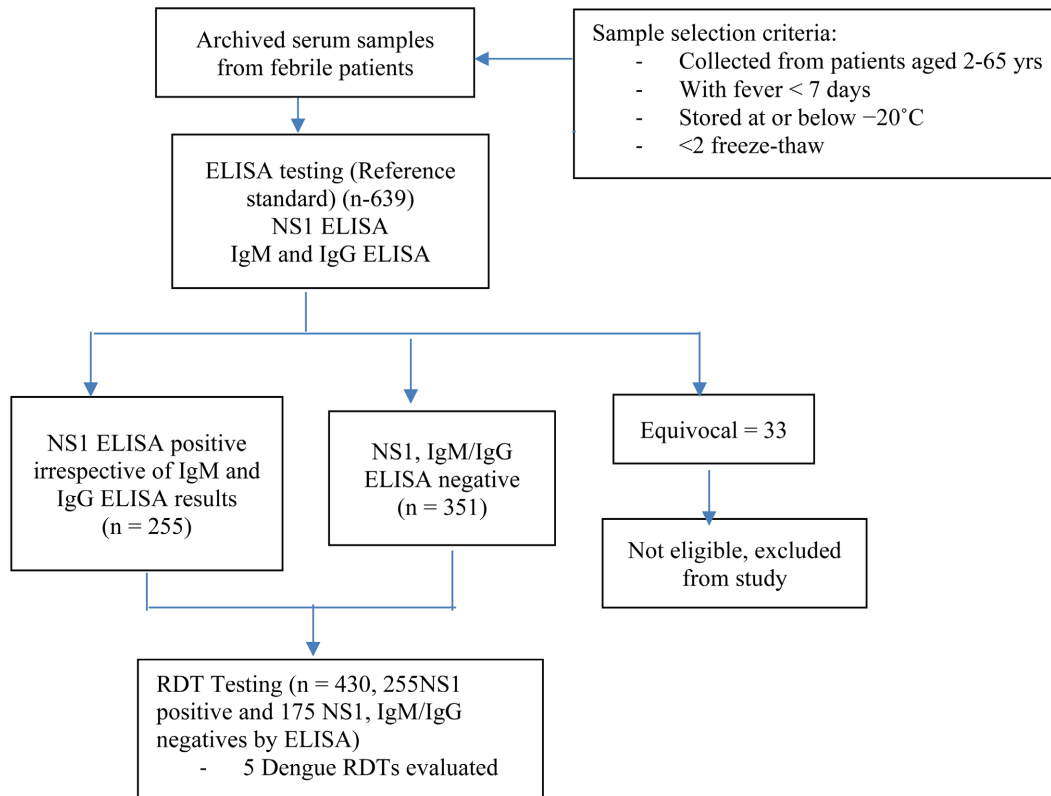 Archived serum samples
from febrile patients
Sample selection criteria:
- Collected from patients aged 2-65 yrs
- With fever < 7 days
- Stored at or below −20˚C
- <2 freeze-thaw
ELISA testing (Reference
standard) (n-639)
NS1 ELISA
IgM and IgG ELISA
NS1 ELISA positive
irrespective of IgM and
IgG ELISA results
(n = 255)
NS1, IgM/IgG
ELISA negative
(n = 351)
Equivocal = 33
Not eligible, excluded
from study
RDT Testing (n = 430, 255NS1
positive and 175 NS1, IgM/IgG
negatives by ELISA)
- 5 Dengue RDTs evaluated